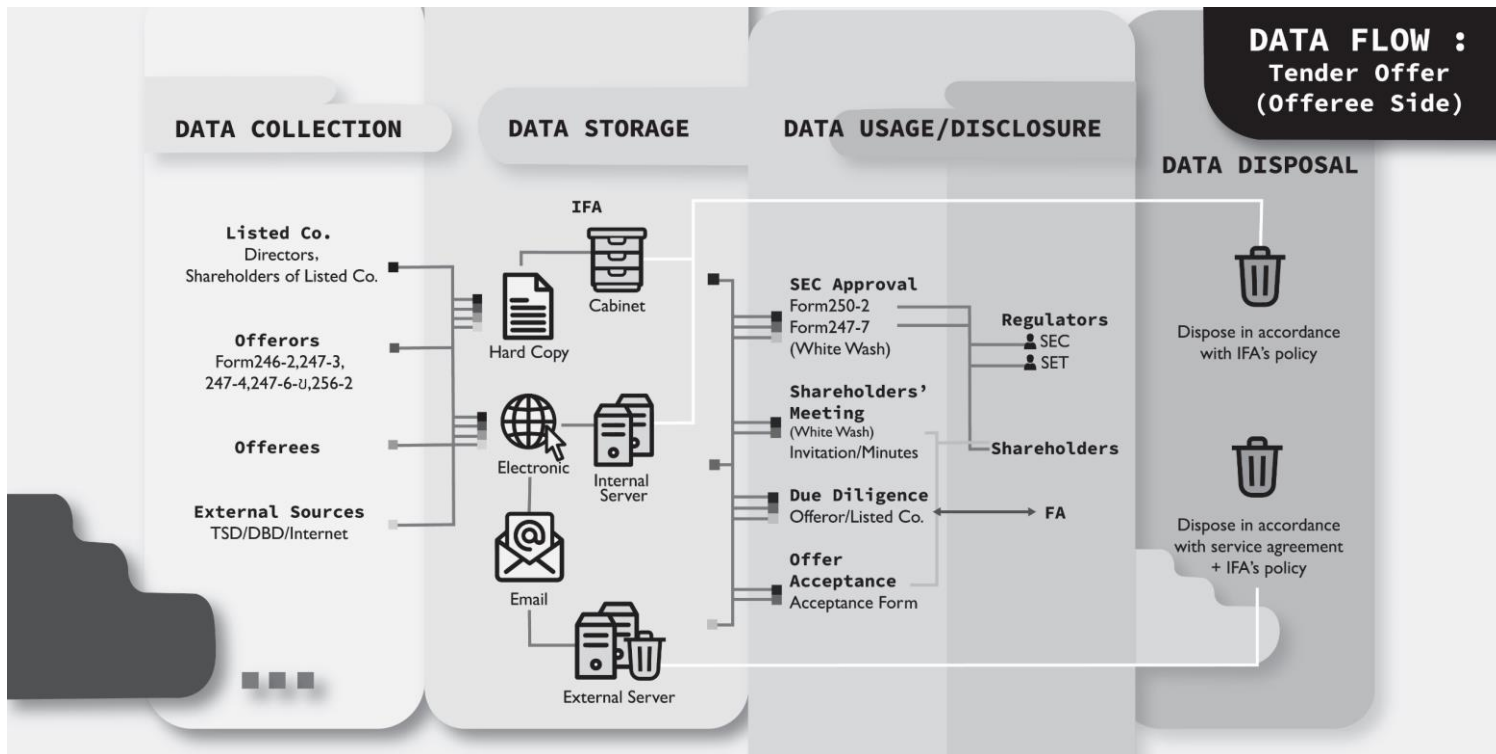 DATA FLOW :
Tender Offer
(Offeree Side)
DATA COLLECTION
Listed Co.
Directors,
Shareholders of Listed Co.
Offerors
Form246-2,247-3,
247-4,247-6-ข,256-2
Offerees
External Sources
TSD/DBD/Internet
DATA STORAGE
IFA
Cabinet
Hard Copy
Electronic
Internal
Server
Email
External Server
DATA USAGE/DISCLOSURE
SEC Approval
Form250-2
Form247-7
(White Wash)
Shareholders’
Meeting
(White Wash)
Invitation/Minutes
Due Diligence
Offeror/Listed Co.
Offer
Acceptance
Acceptance Form
Regulators
SEC
SET
Shareholders
FA
DATA DISPOSAL
Dispose in accordance
with IFA’s policy
Dispose in accordance
with service agreement
+ IFA’s policy